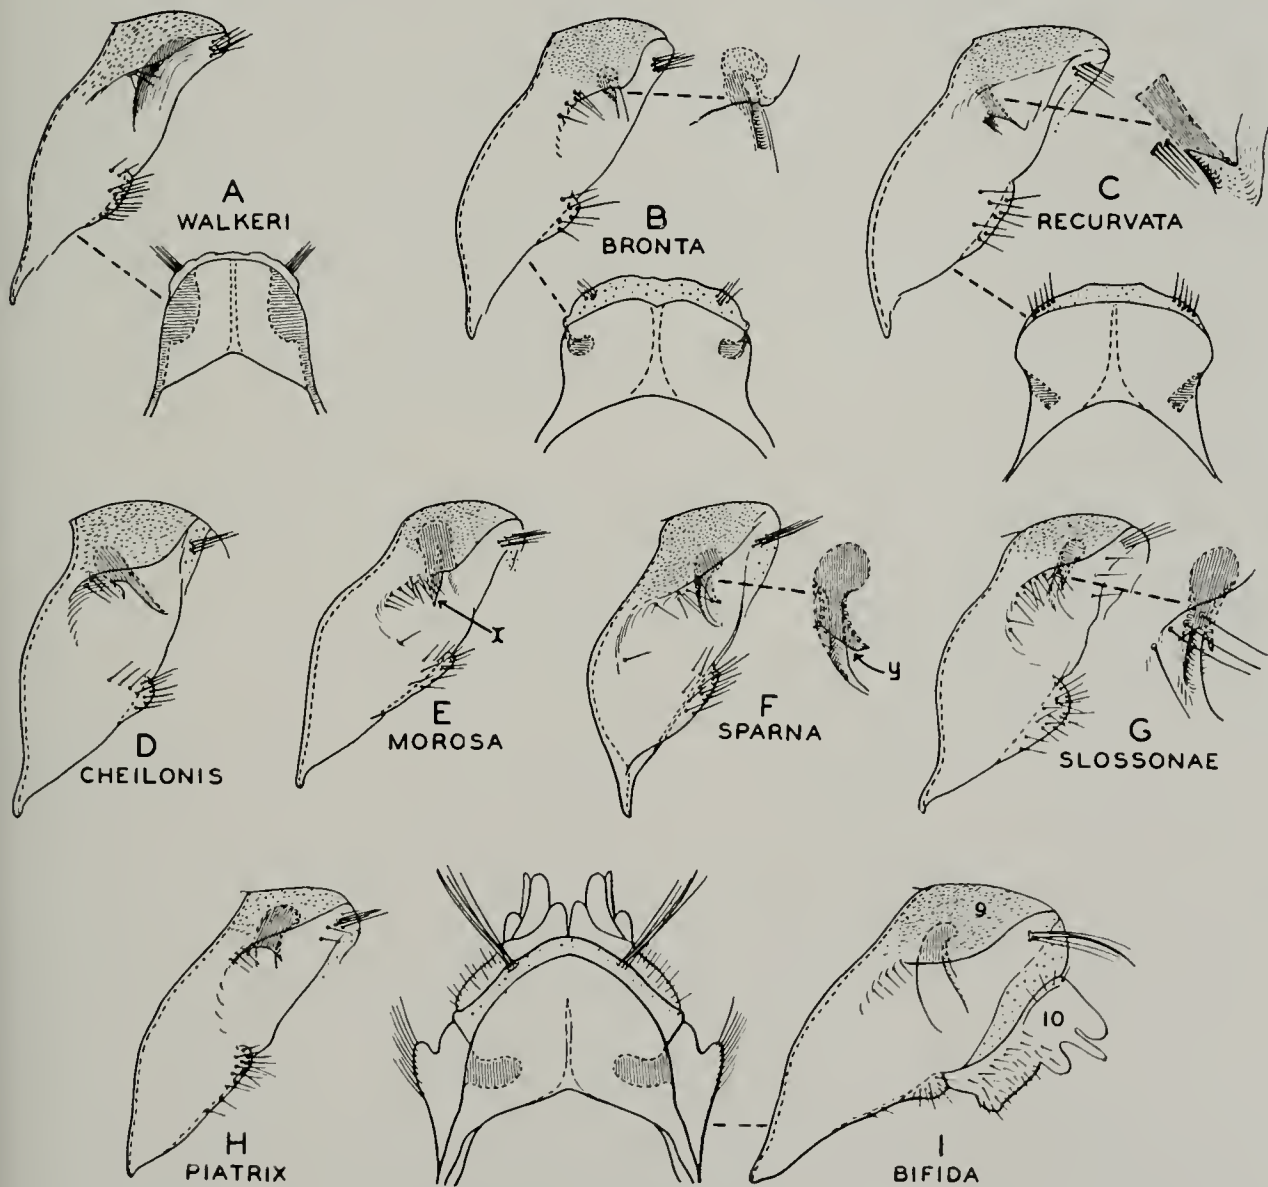 A
WALKERI
B
BRONTA
C
RECURVATA
D
CHEILONIS
E
MOROSA
x
F
SPARNA
y
G
SLOSSONAE
H
PIATRIX
9
10
I
BIFIDA